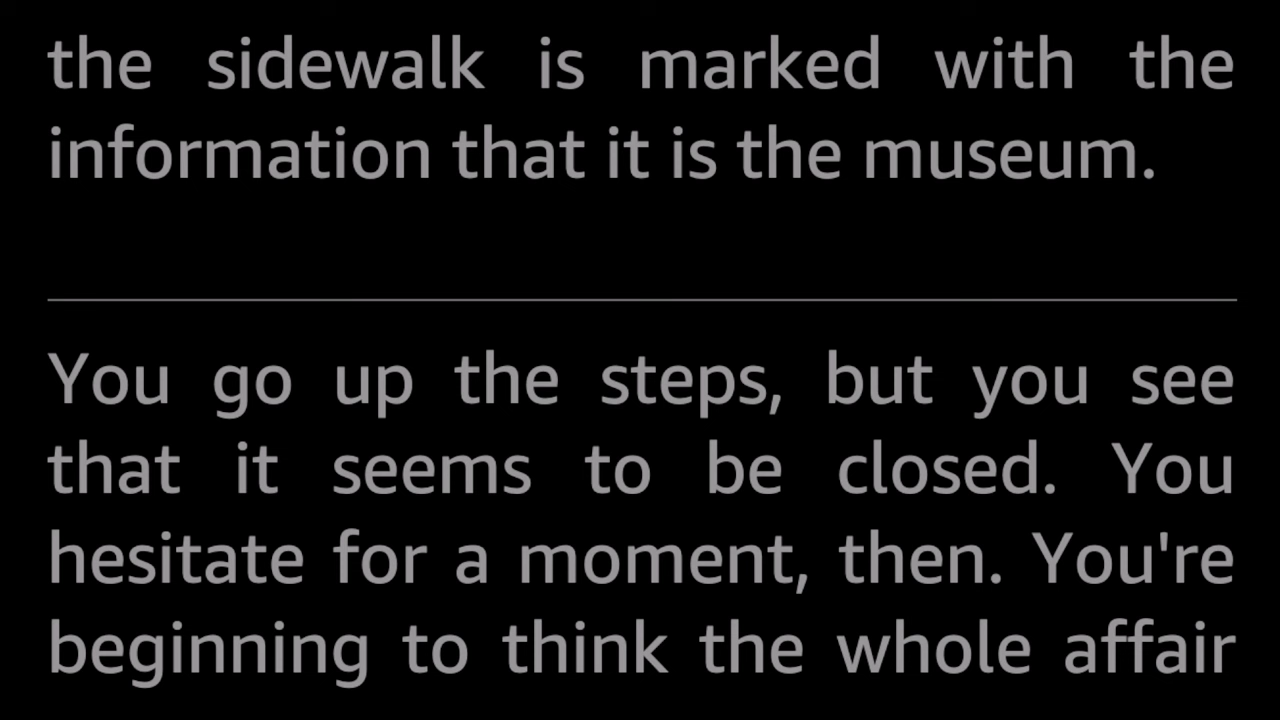 the sidewalk is marked with the
information that it is the museum.
You go up the steps, but you see
that it seems to be closed. You
hesitate for a moment, then. You're
beginning to think the whole affair